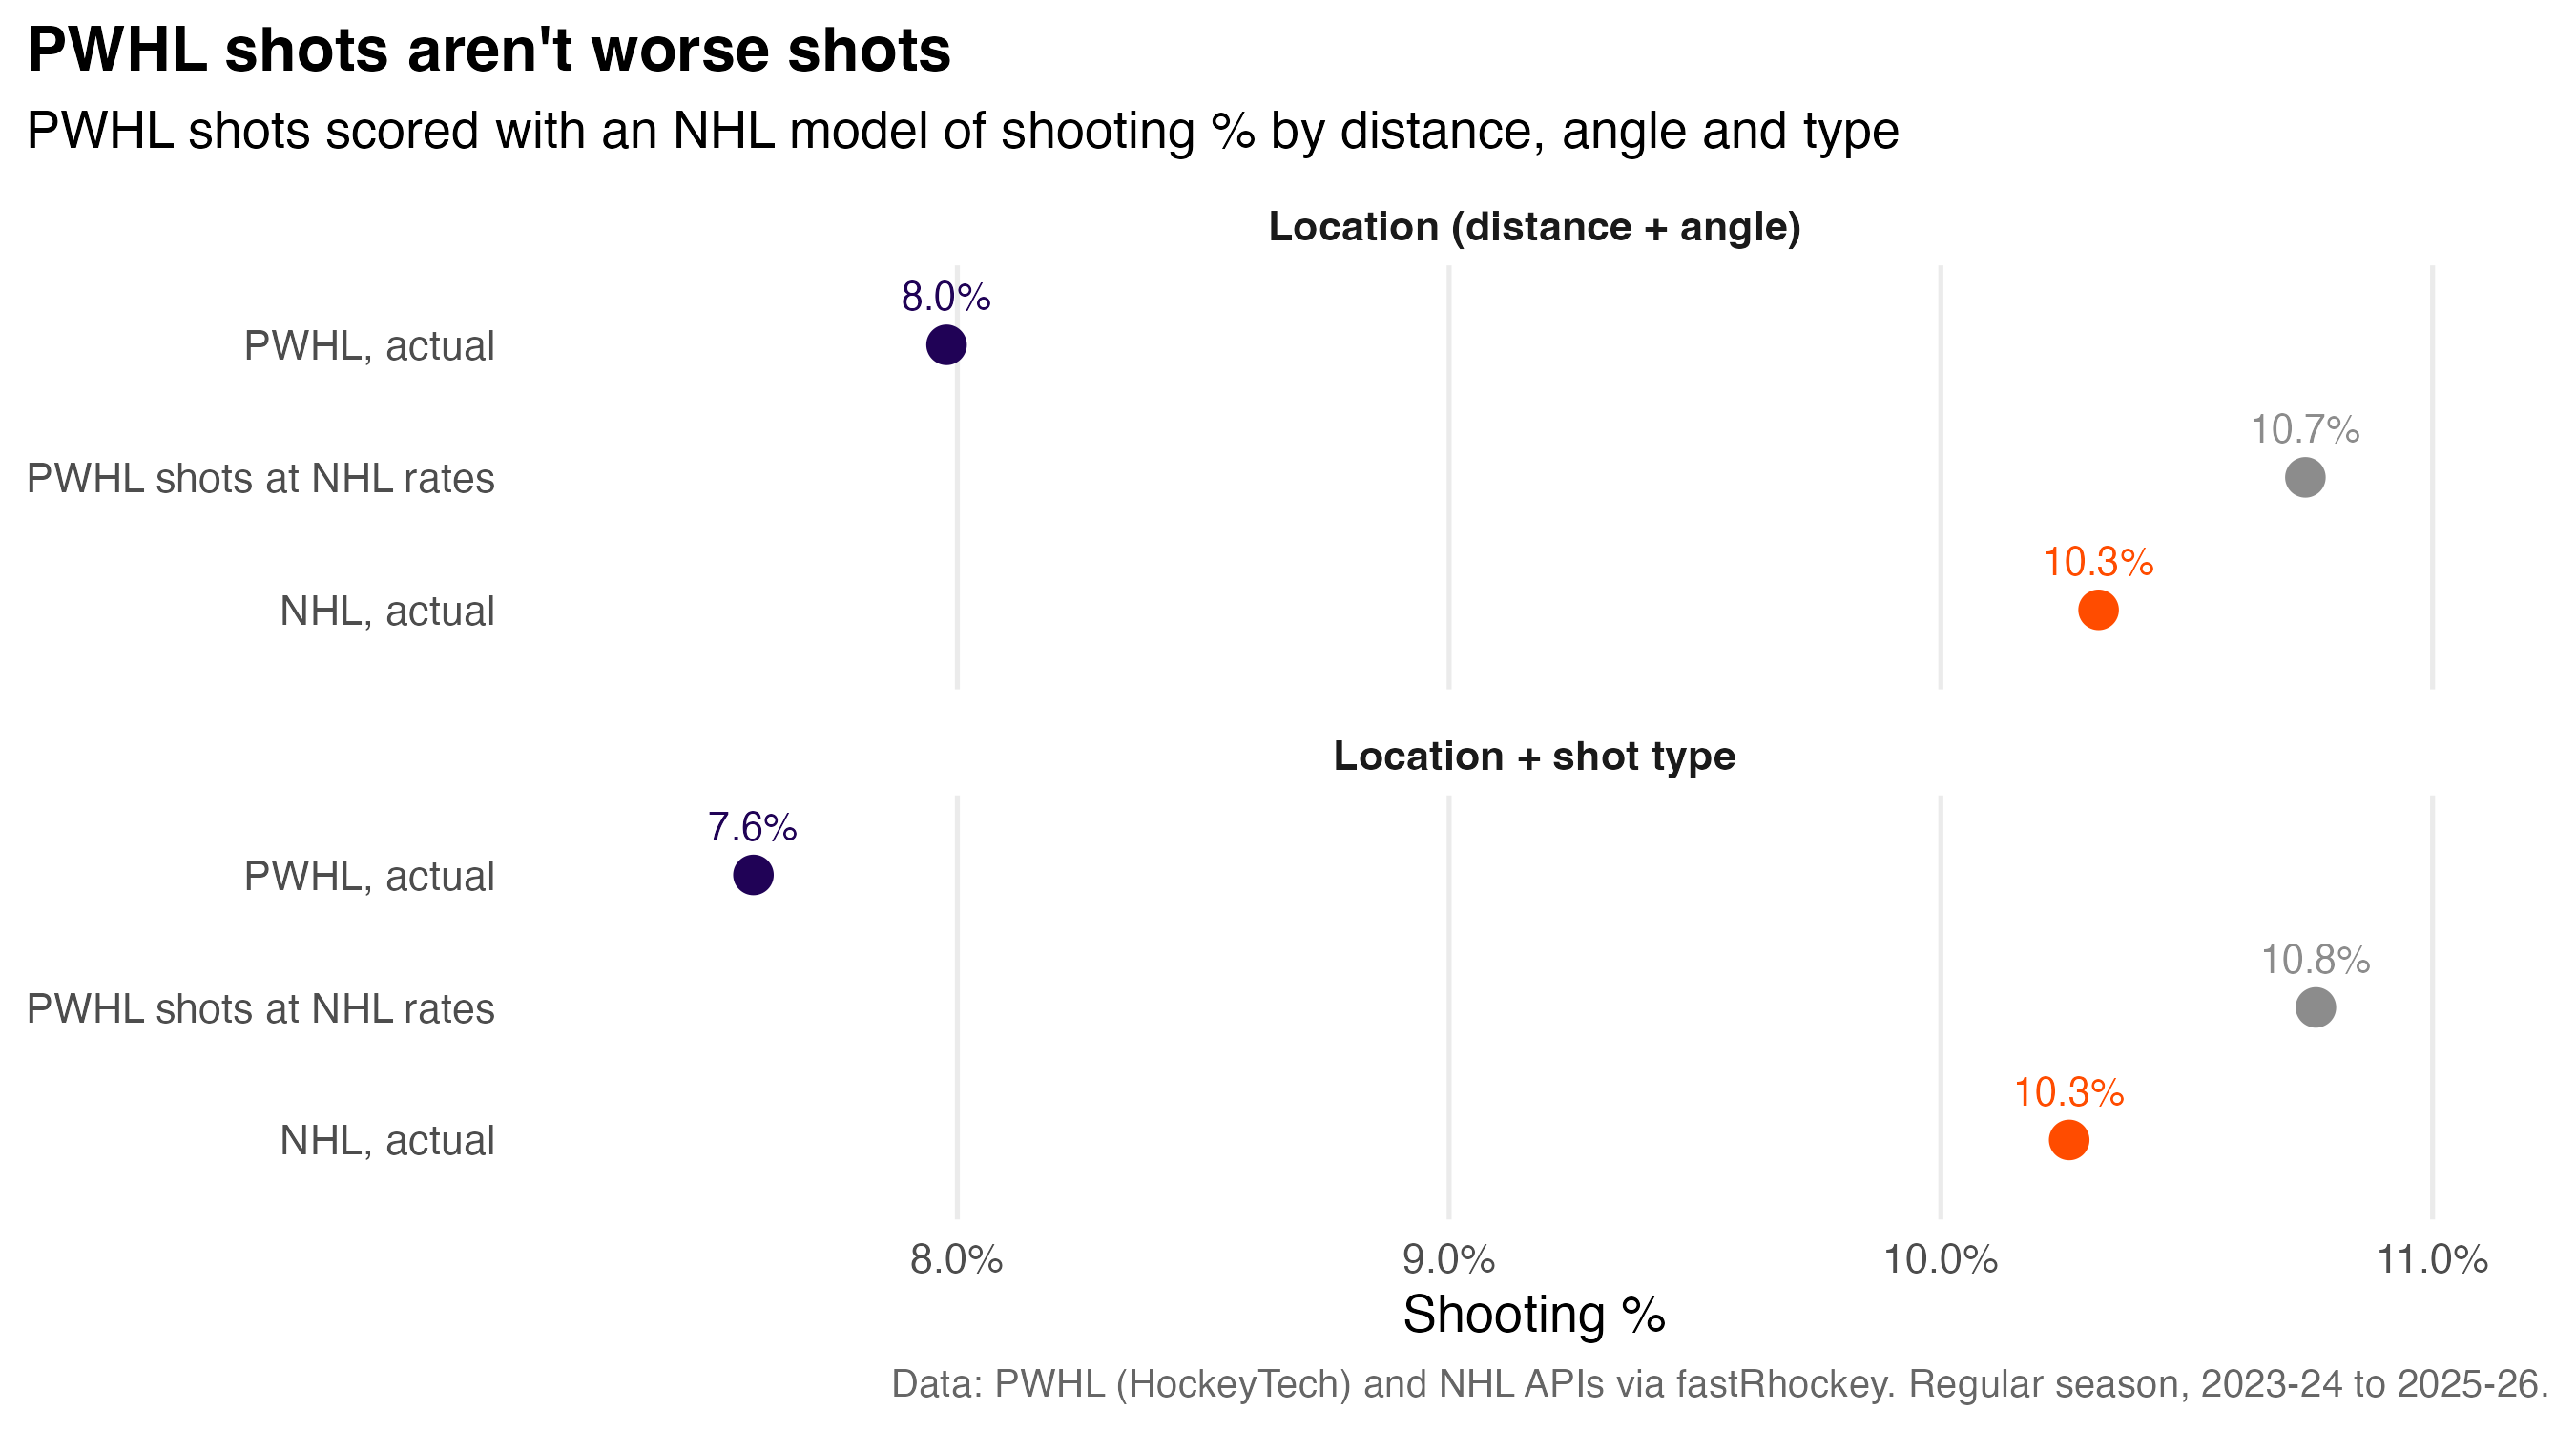 PWHL shots aren't worse shots
PWHL shots scored with an NHL model of shooting % by distance, angle and type
Location (distance + angle)
8.0%
PWHL, actual
10.7%
PWHL shots at NHL rates
10.3%
NHL, actual
Location + shot type
7.6%
PWHL, actual
10.8%
PWHL shots at NHL rates
10.3%
NHL, actual
8.0% 9.0% 10.0% 11.0%
Shooting %
Data: PWHL (HockeyTech) and NHL APIs via fastRhockey. Regular season, 2023-24 to 2025-26.